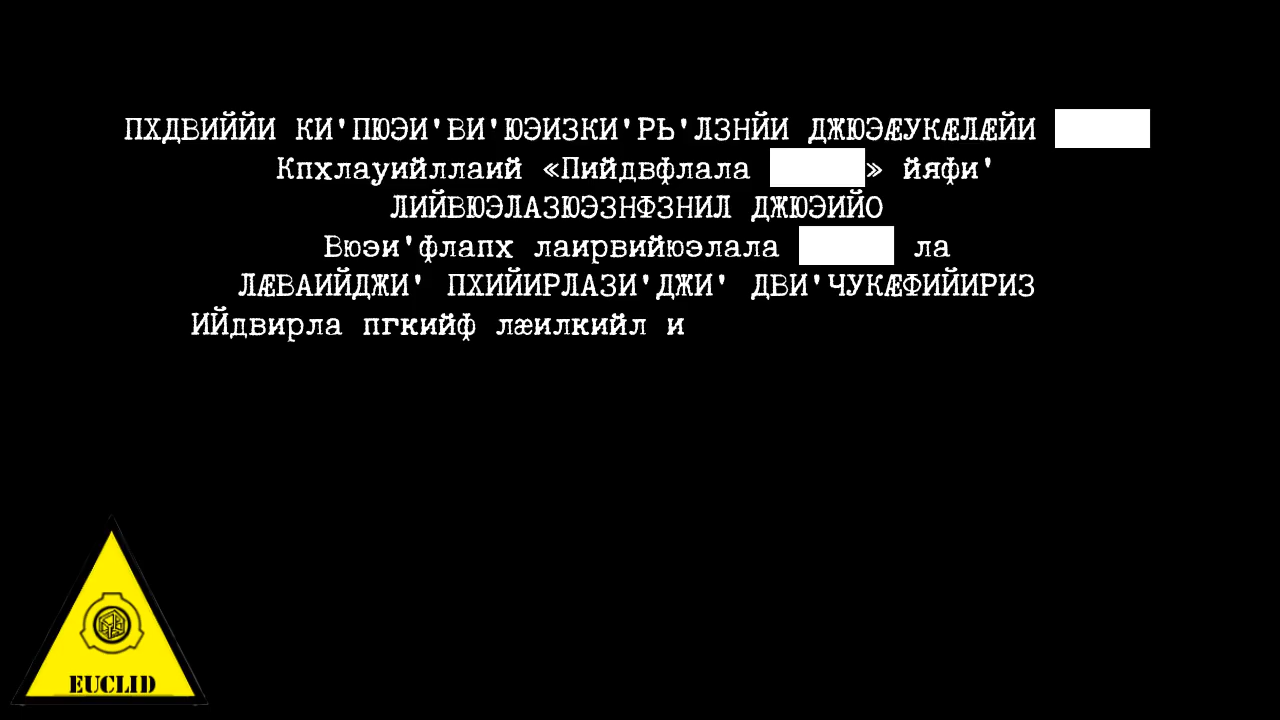 ПХДВИЙЙИ КИ'ПЮЭИ'ВИ'ЮЭИЗКИ'РЬ'ЛЗНЙИ ДЖЮЭÆУКÆЛÆЙИ
Кпхлауийллаий «Пийдвфлала » йяфи'
ЛИЙВЮЭЛАЗЮЭЗНФЗНИЛ ДЖЮЭИЙО
Вюэи'флапх лаирвийюэлала ла
ЛÆВАИЙДЖИ' ПХИЙИРЛАЗИ'ДЖИ' ДВИ'ЧУКÆФИЙИРИЗ
ИЙдвирла пгкийф лæилкийл и
EUCLID